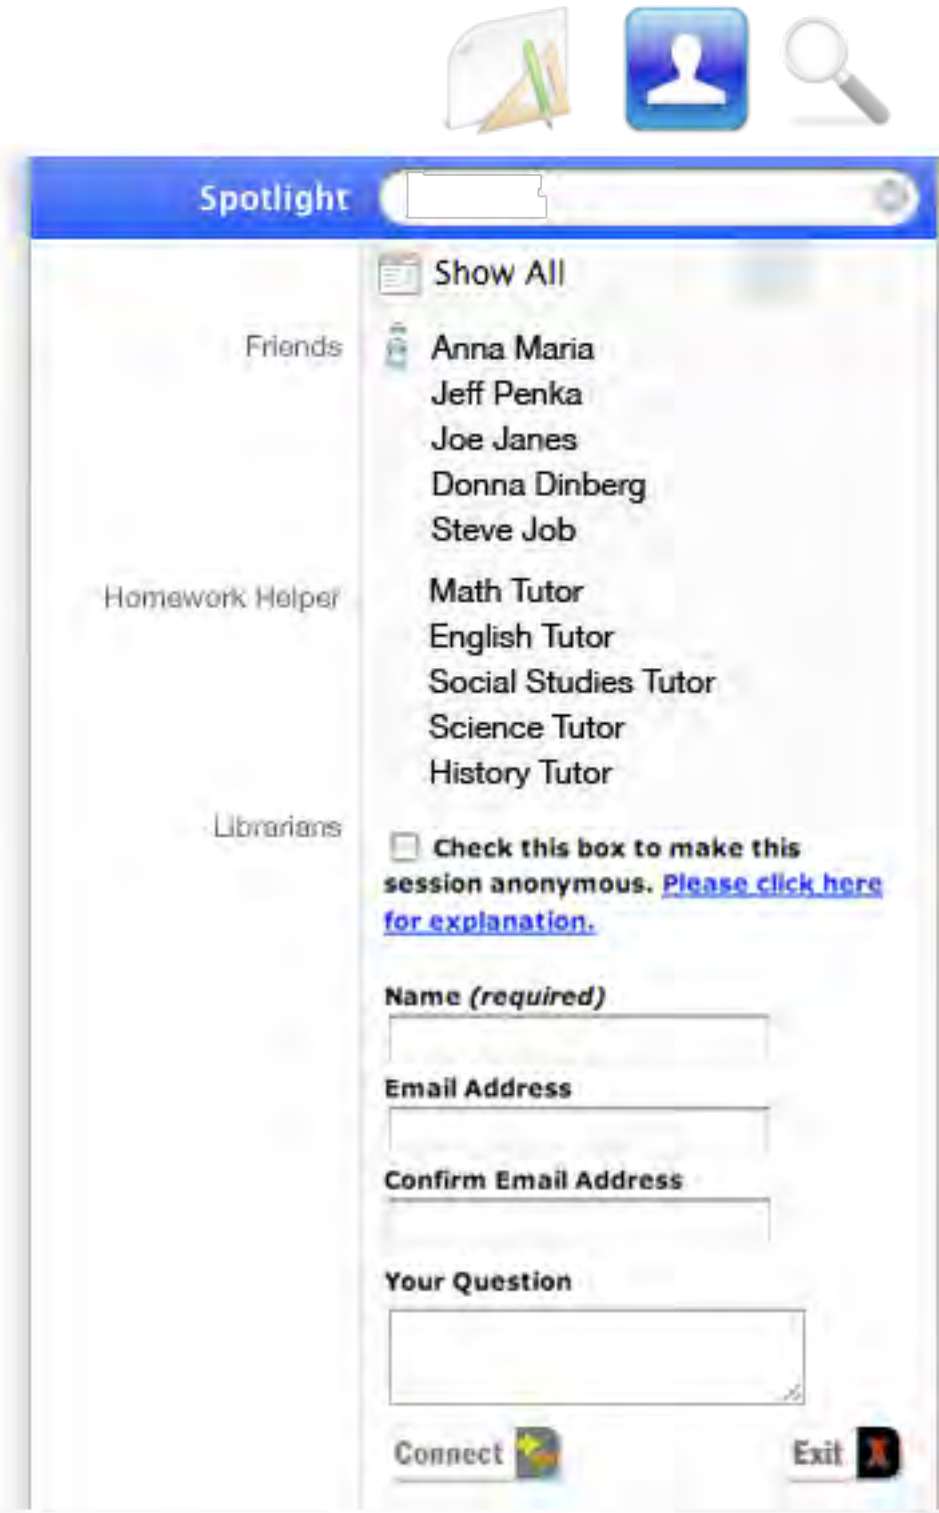 Spotlight
Show All
Friends
Anna Maria
Jeff Penka
Joe Janes
Donna Dinberg
Steve Job
Homework Helper
Math Tutor
English Tutor
Social Studies Tutor
Science Tutor
History Tutor
Librarians
Check this box to make this
session anonymous. Please click here
for explanation.
Name (required)
Email Address
Confirm Email Address
Your Question
Connect
Exit X